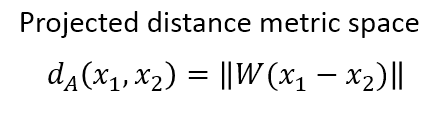 Projected distance metric space
d_A(x_1, x_2) = ‖W(x_1 − x_2)‖